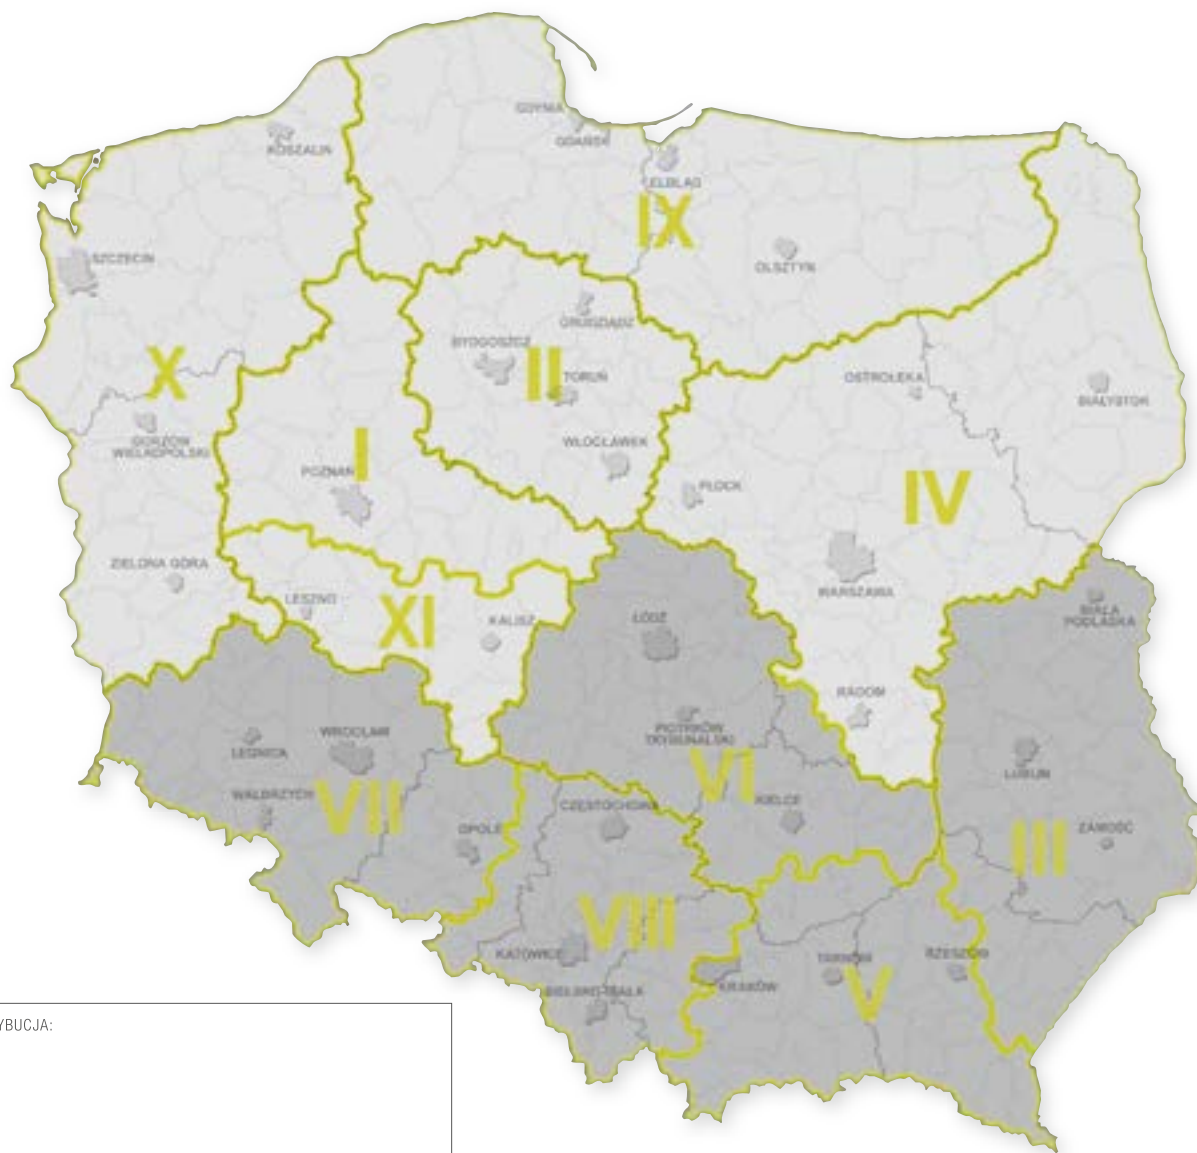 GDYNIA
GDAŃSK
KOSZALIN
ELBLĄG
IX
SZCZECIN
OLSZTYN
GRUDZIĄDZ
BYDGOSZCZ
X
II
TORUŃ
OSTROŁĘKA
BIAŁYSTOK
GORZÓW
WIELKOPOLSKI
I
WŁOCŁAWEK
POZNAŃ
PŁOCK
IV
ZIELONA GÓRA
WARSZAWA
LESZNO
XI
KALISZ
ŁÓDŹ
BIAŁA
PODLASKA
RADOM
LEGNICA
WROCŁAW
PIOTRKÓW
TRYBUNALSKI
LUBLIN
VI
WAŁBRZYCH
VII
CZĘSTOCHOWA
KIELCE
OPOLE
ZAMOŚĆ
III
VIII
KATOWICE
TARNÓW
RZESZÓW
BIELSKO-BIAŁA
KRAKÓW
V
YBUCJA: